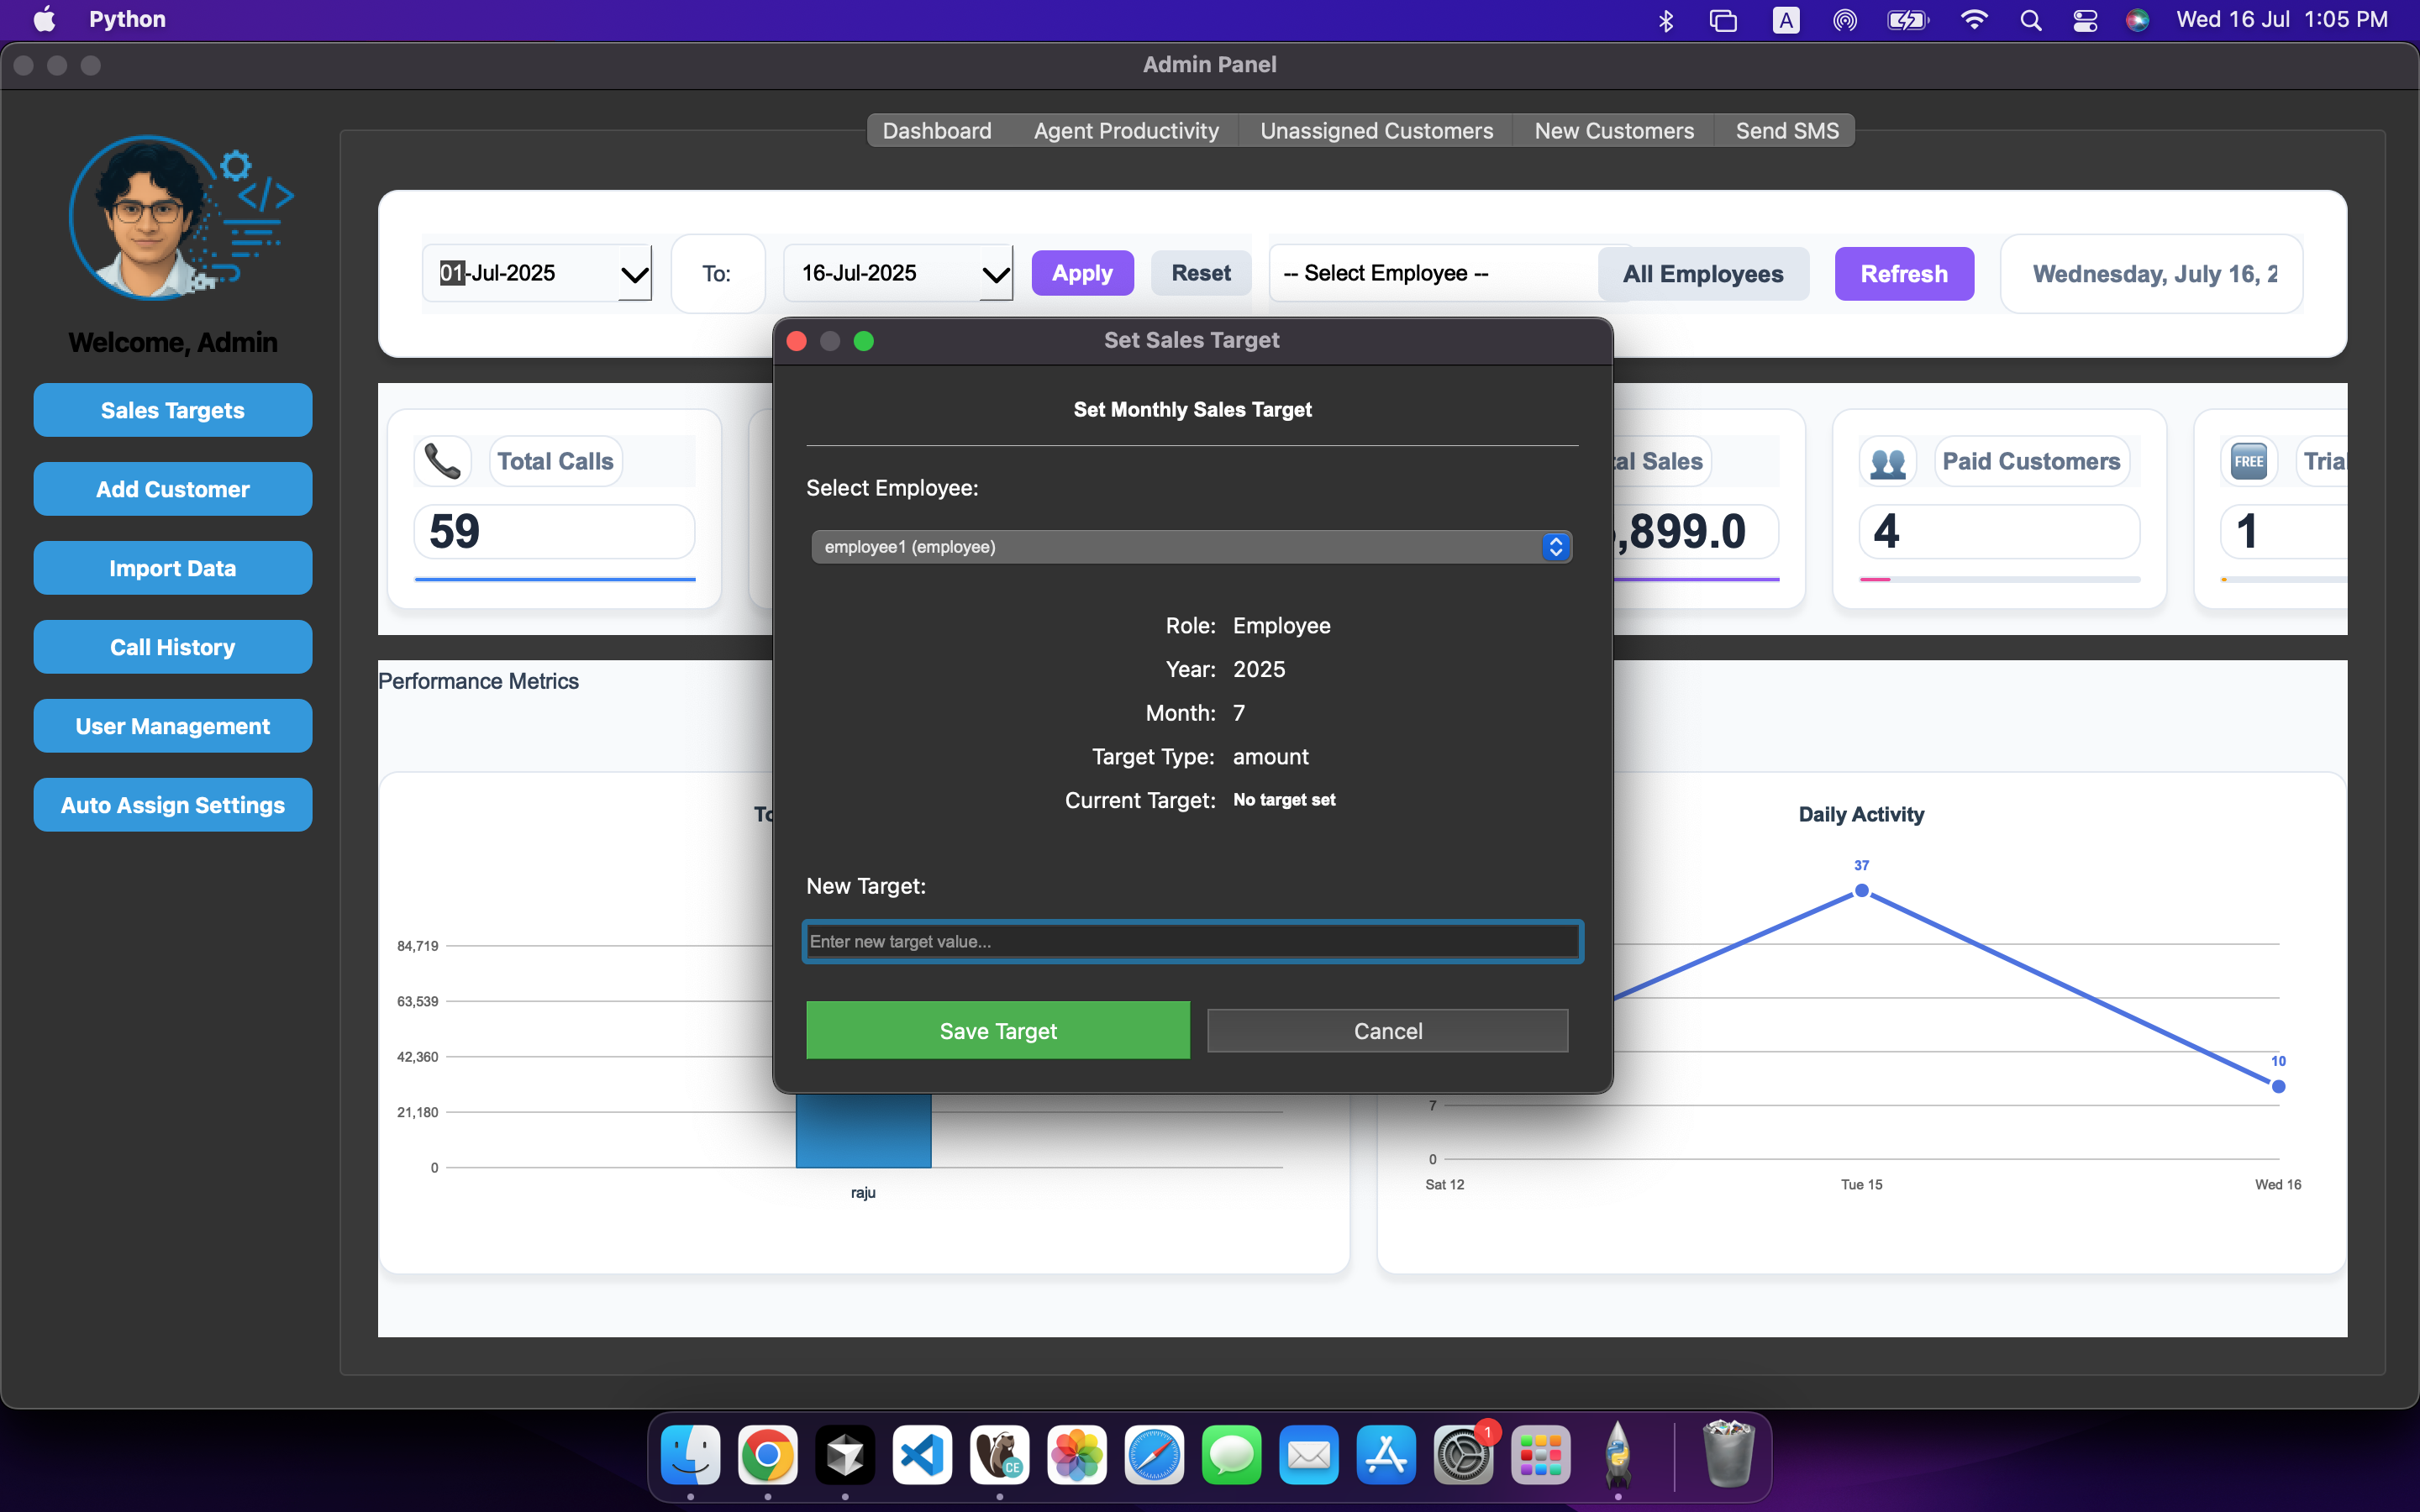 Python
A
Wed 16 Jul 1:05 PM
Admin Panel
Dashboard
Agent Productivity
Unassigned Customers
New Customers
Send SMS
01-Jul-2025
To:
16-Jul-2025
Apply
Reset
-- Select Employee --
All Employees
Refresh
Wednesday, July 16, 2
Welcome, Admin
Sales Targets
Add Customer
Import Data
Call History
User Management
Auto Assign Settings
Total Calls
59
al Sales
,899.0
Paid Customers
4
FREE
Trial
1
Performance Metrics
To
84,719
63,539
42,360
21,180
0
raju
Daily Activity
37
10
7
0
Sat 12
Tue 15
Wed 16
Set Sales Target
Set Monthly Sales Target
Select Employee:
employee1 (employee)
Role: Employee
Year: 2025
Month: 7
Target Type: amount
Current Target: No target set
New Target:
Enter new target value...
Save Target
Cancel
CE
1